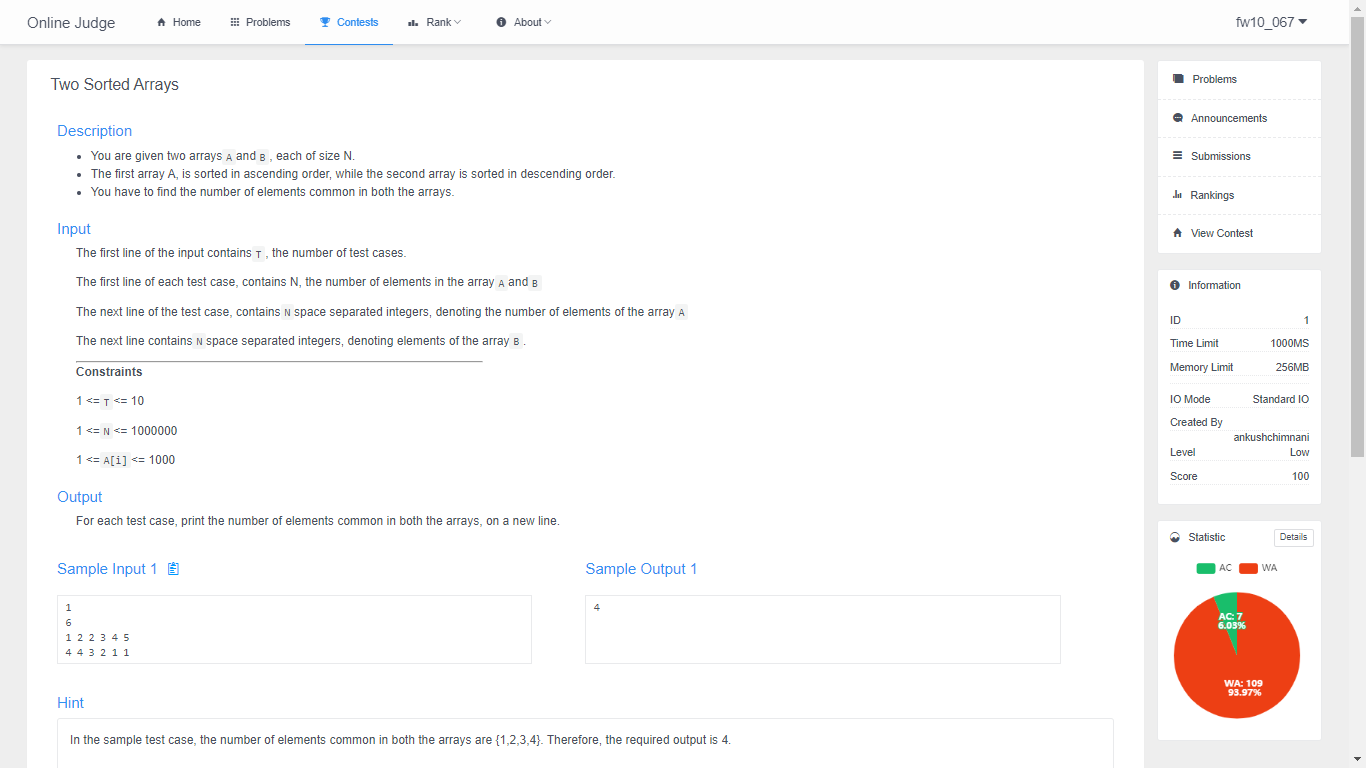 Online Judge
Home
Problems
Contests
Rank
About
fw10_067
Two Sorted Arrays
Description
You are given two arrays A and B , each of size N.
The first array A, is sorted in ascending order, while the second array is sorted in descending order.
You have to find the number of elements common in both the arrays.
Input
The first line of the input contains T , the number of test cases.
The first line of each test case, contains N, the number of elements in the array A and B
The next line of the test case, contains N space separated integers, denoting the number of elements of the array A
The next line contains N space separated integers, denoting elements of the array B .
Constraints
1 <= T <= 10
1 <= N <= 1000000
1 <= A[i] <= 1000
Output
For each test case, print the number of elements common in both the arrays, on a new line.
Sample Input 1
1
6
1 2 2 3 4 5
4 4 3 2 1 1
Sample Output 1
4
Hint
In the sample test case, the number of elements common in both the arrays are {1,2,3,4}. Therefore, the required output is 4.
Problems
Announcements
Submissions
Rankings
View Contest
Information
ID 1
Time Limit 1000MS
Memory Limit 256MB
IO Mode Standard IO
Created By
ankushchimnani
Level Low
Score 100
Statistic Details
AC WA
AC: 7
6.03%
WA: 109
93.97%